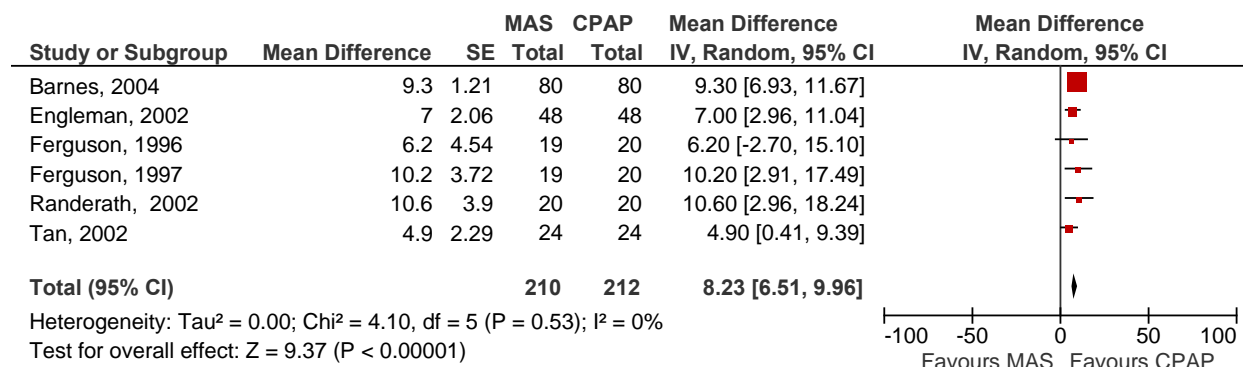 MAS CPAP Mean Difference Mean Difference
Study or Subgroup Mean Difference SE Total Total IV, Random, 95% CI IV, Random, 95% CI
Barnes, 2004 9.3 1.21 80 80 9.30 [6.93, 11.67]
Engleman, 2002 7 2.06 48 48 7.00 [2.96, 11.04]
Ferguson, 1996 6.2 4.54 19 20 6.20 [-2.70, 15.10]
Ferguson, 1997 10.2 3.72 19 20 10.20 [2.91, 17.49]
Randerath, 2002 10.6 3.9 20 20 10.60 [2.96, 18.24]
Tan, 2002 4.9 2.29 24 24 4.90 [0.41, 9.39]
Total (95% CI) 210 212 8.23 [6.51, 9.96]
Heterogeneity: Tau² = 0.00; Chi² = 4.10, df = 5 (P = 0.53); I² = 0%
Test for overall effect: Z = 9.37 (P < 0.00001)
-100 -50 0 50 100
Favours MAS Favours CPAP